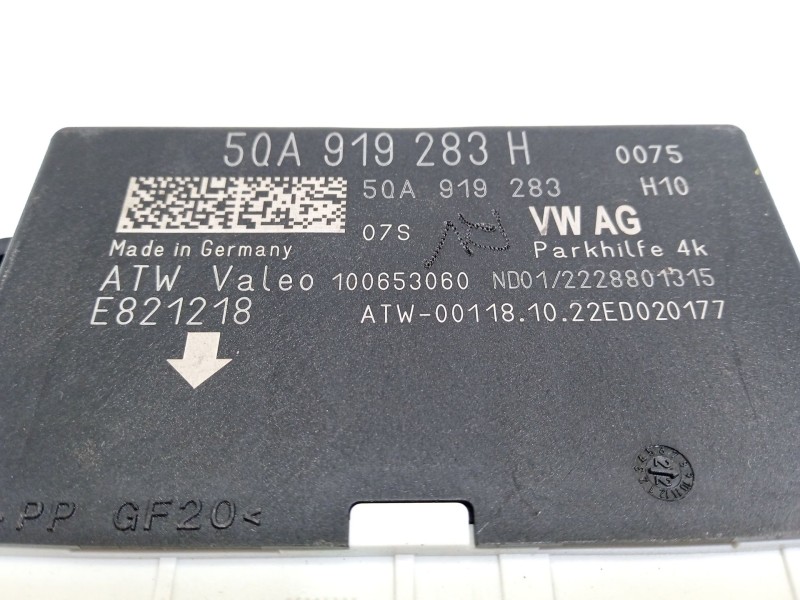 5QA 919 283 H 0075
5QA 919 283 H10
07S VW AG
Made in Germany Parkhilfe 4k
ATW Valeo 100653060 ND01/2228801315
E821218 ATW-00118.10.22ED020177
PP GF20<